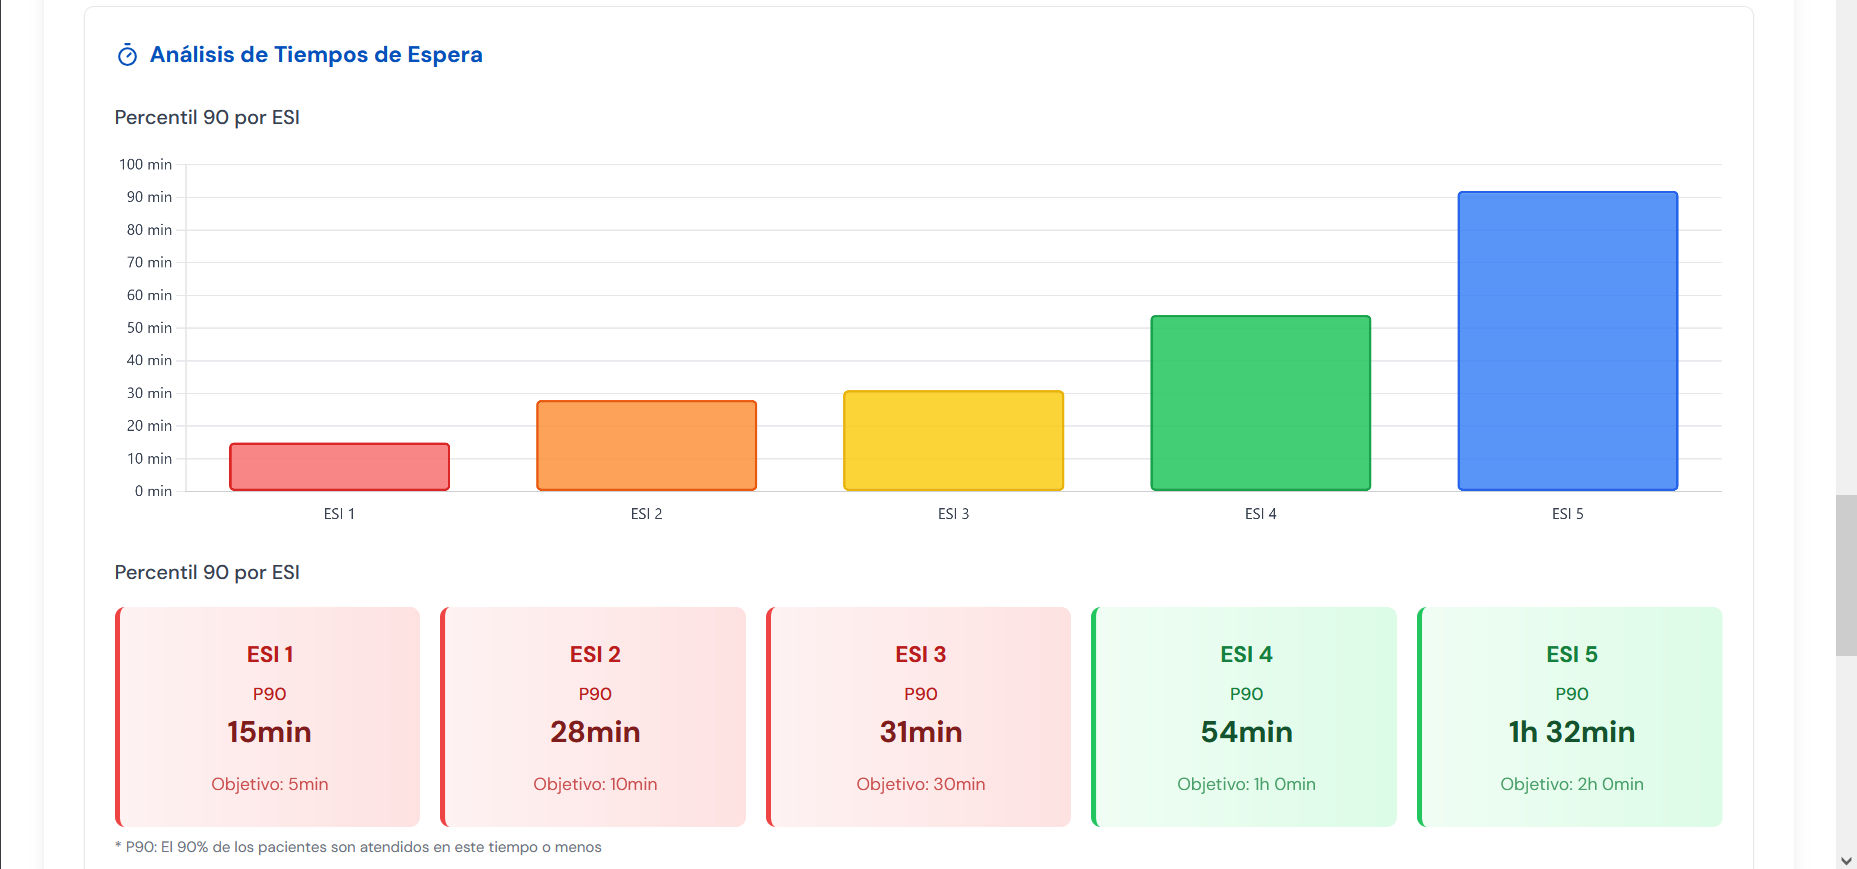 Análisis de Tiempos de Espera
Percentil 90 por ESI
100 min
90 min
80 min
70 min
60 min
50 min
40 min
30 min
20 min
10 min
0 min
ESI 1
ESI 2
ESI 3
ESI 4
ESI 5
Percentil 90 por ESI
ESI 1
P90
15min
Objetivo: 5min
ESI 2
P90
28min
Objetivo: 10min
ESI 3
P90
31min
Objetivo: 30min
ESI 4
P90
54min
Objetivo: 1h 0min
ESI 5
P90
1h 32min
Objetivo: 2h 0min
* P90: El 90% de los pacientes son atendidos en este tiempo o menos